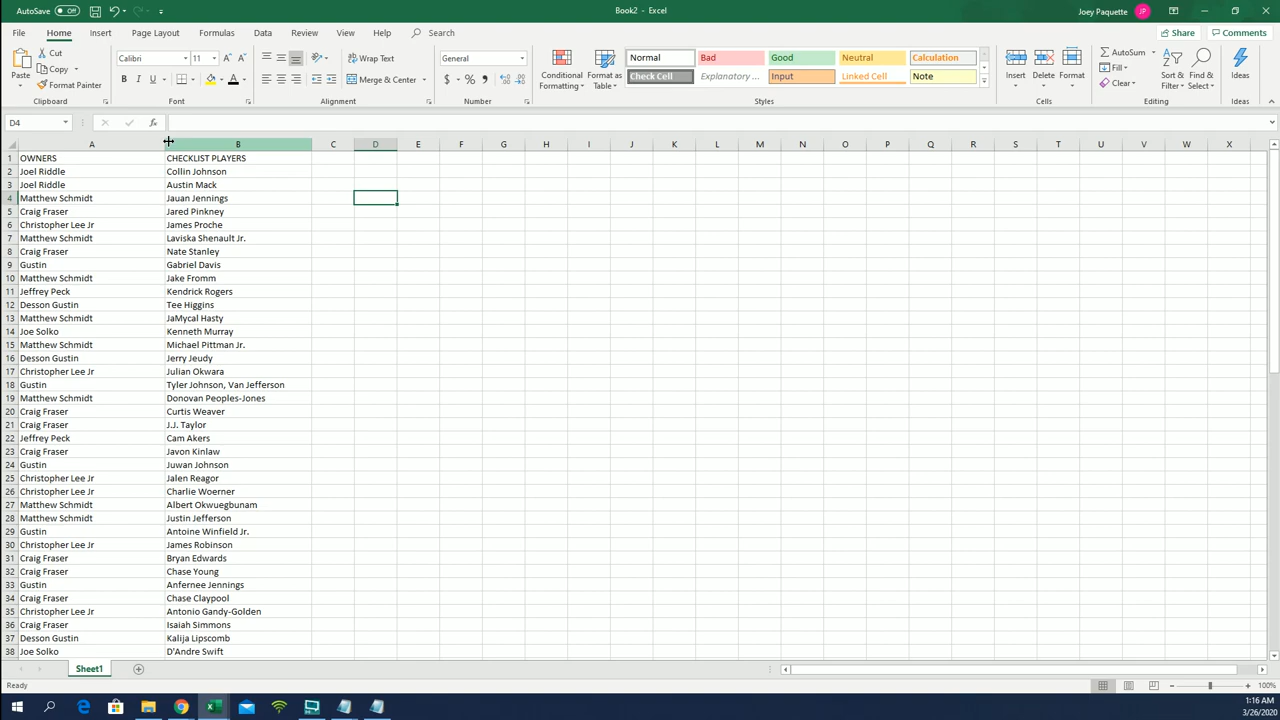 AutoSave Off Book2 - Excel Joey Paquette JP
File Home Insert Page Layout Formulas Data Review View Help Search Share Comments
Paste Cut Copy Format Painter Clipboard
Calibri 11 A A B I U A Font
ab Wrap Text Merge & Center Alignment
General $ % , Number
Conditional Formatting Format as Table
Normal Bad Good Neutral Calculation
Check Cell Explanatory ... Input Linked Cell Note
Styles
Insert Delete Format Cells
AutoSum Fill Clear Sort & Filter Find & Select Editing
Ideas Ideas
D4 fx
A B C D E F G H I J K L M N O P Q R S T U V W X
1 OWNERS CHECKLIST PLAYERS
2 Joel Riddle Collin Johnson
3 Joel Riddle Austin Mack
4 Matthew Schmidt Jauan Jennings
5 Craig Fraser Jared Pinkney
6 Christopher Lee Jr James Proche
7 Matthew Schmidt Laviska Shenault Jr.
8 Craig Fraser Nate Stanley
9 Gustin Gabriel Davis
10 Matthew Schmidt Jake Fromm
11 Jeffrey Peck Kendrick Rogers
12 Desson Gustin Tee Higgins
13 Matthew Schmidt JaMycal Hasty
14 Joe Solko Kenneth Murray
15 Matthew Schmidt Michael Pittman Jr.
16 Desson Gustin Jerry Jeudy
17 Christopher Lee Jr Julian Okwara
18 Gustin Tyler Johnson, Van Jefferson
19 Matthew Schmidt Donovan Peoples-Jones
20 Craig Fraser Curtis Weaver
21 Craig Fraser J.J. Taylor
22 Jeffrey Peck Cam Akers
23 Craig Fraser Javon Kinlaw
24 Gustin Juwan Johnson
25 Christopher Lee Jr Jalen Reagor
26 Christopher Lee Jr Charlie Woerner
27 Matthew Schmidt Albert Okwuegbunam
28 Matthew Schmidt Justin Jefferson
29 Gustin Antoine Winfield Jr.
30 Christopher Lee Jr James Robinson
31 Craig Fraser Bryan Edwards
32 Craig Fraser Chase Young
33 Gustin Anfernee Jennings
34 Craig Fraser Chase Claypool
35 Christopher Lee Jr Antonio Gandy-Golden
36 Craig Fraser Isaiah Simmons
37 Desson Gustin Kalija Lipscomb
38 Joe Solko D'Andre Swift
Sheet1
Ready 100%
1:16 AM
3/26/2020